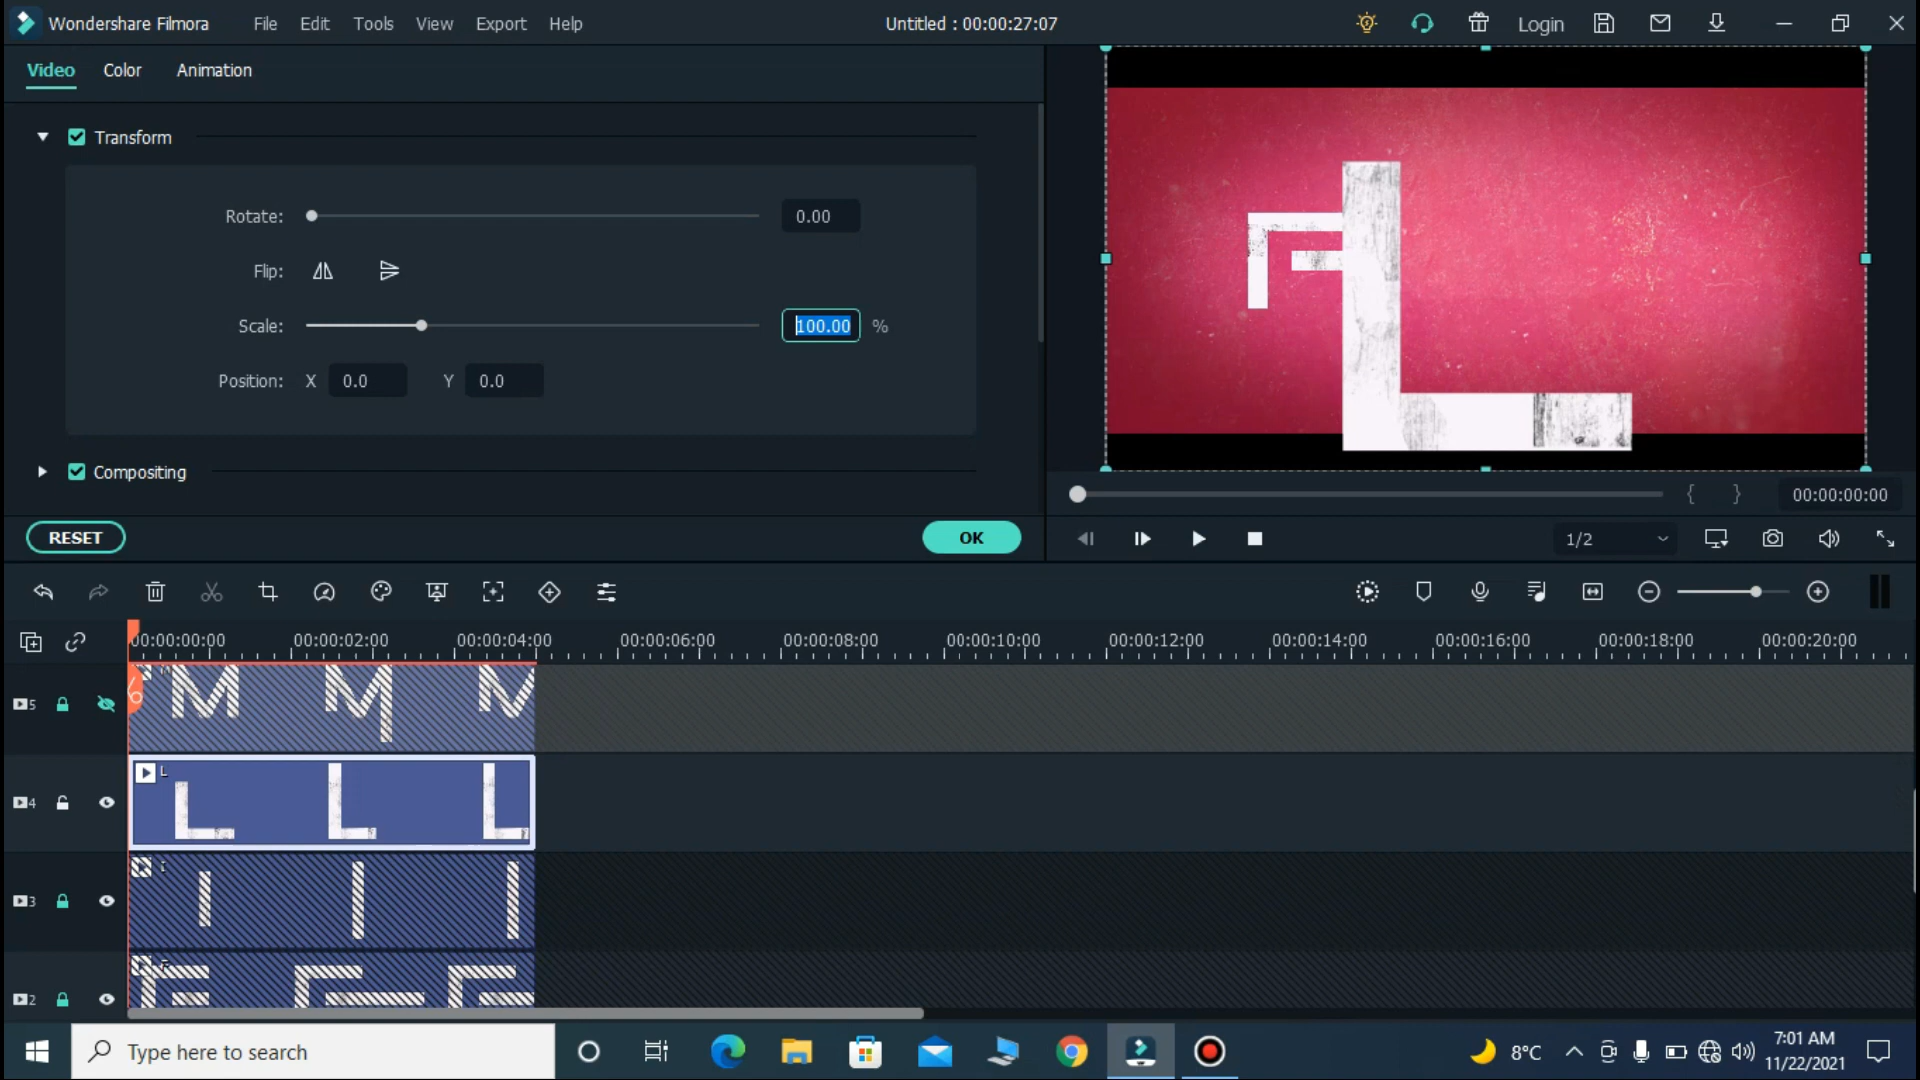 Wondershare Filmora File Edit Tools View Export Help Untitled : 00:00:27:07 Login
Video Color Animation
Transform
Rotate: 0.00
Flip:
Scale: 100.00 %
Position: X 0.0 Y 0.0
Compositing
RESET OK
F L
{ } 00:00:00:00
1/2
00:00:00:00 00:00:02:00 00:00:04:00 00:00:06:00 00:00:08:00 00:00:10:00 00:00:12:00 00:00:14:00 00:00:16:00 00:00:18:00 00:00:20:00
5 M M M
4 L
L L L
3 I
I I I
2 F
F F F
Type here to search
8°C
7:01 AM
11/22/2021